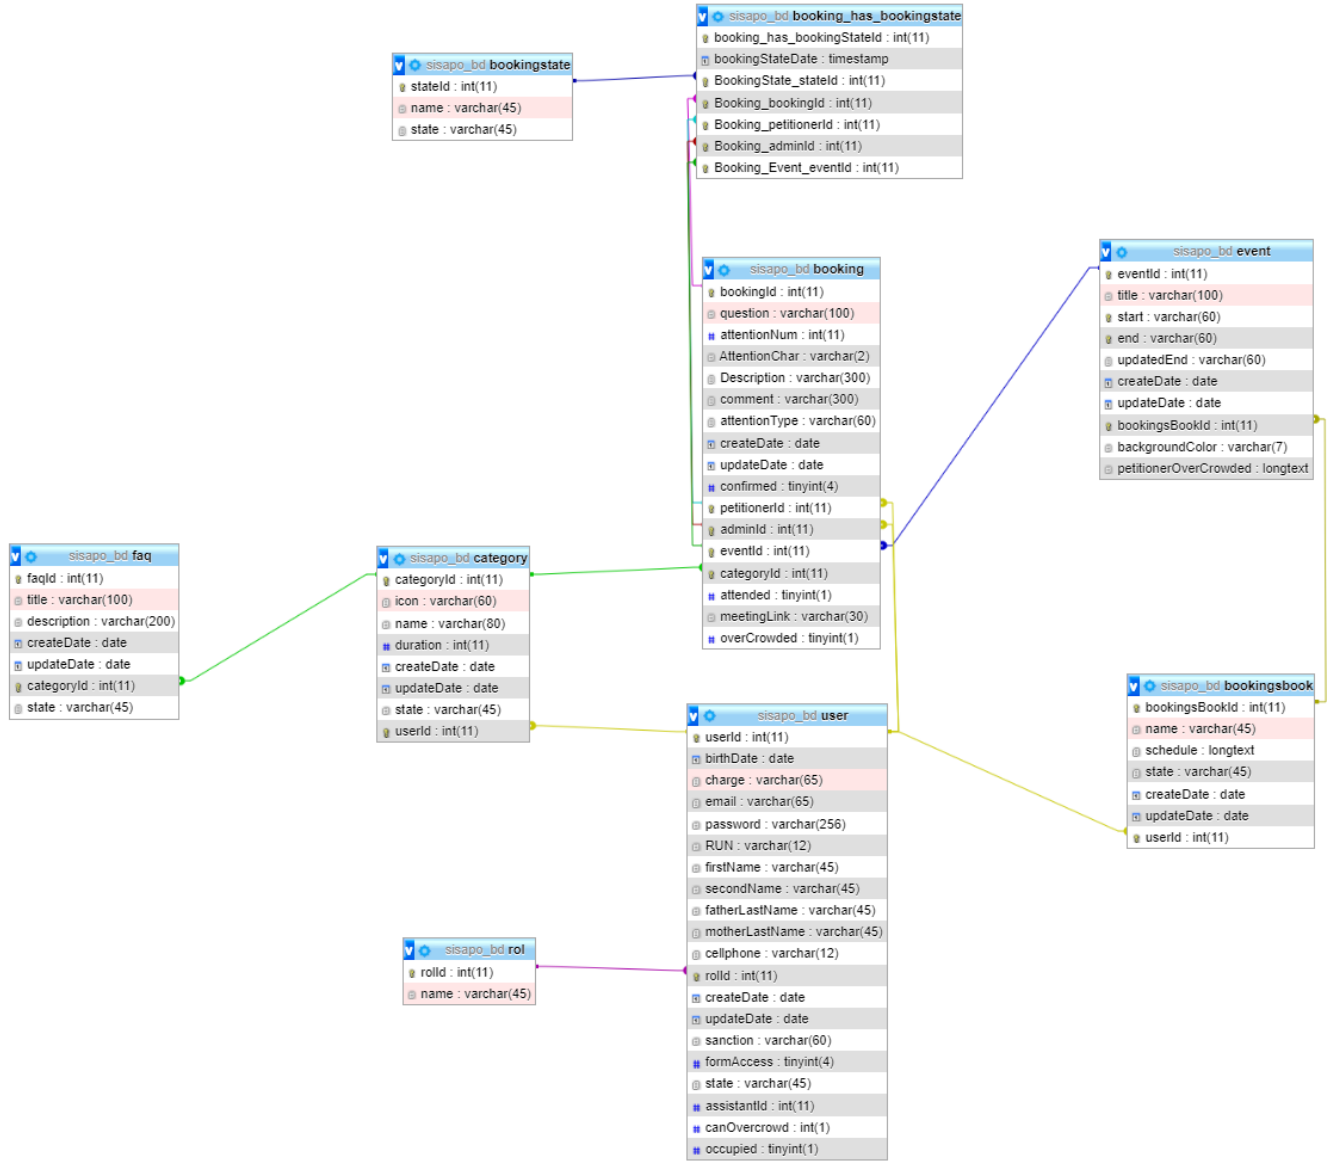 sisapo_bd booking_has_bookingstate
booking_has_bookingStateId : int(11)
bookingStateDate : timestamp
BookingState_stateId : int(11)
Booking_bookingId : int(11)
Booking_petitionerId : int(11)
Booking_adminId : int(11)
Booking_Event_eventId : int(11)
sisapo_bd bookingstate
stateId : int(11)
name : varchar(45)
state : varchar(45)
sisapo_bd booking
bookingId : int(11)
question : varchar(100)
attentionNum : int(11)
AttentionChar : varchar(2)
Description : varchar(300)
comment : varchar(300)
attentionType : varchar(60)
createDate : date
updateDate : date
confirmed : tinyint(4)
petitionerId : int(11)
adminId : int(11)
eventId : int(11)
categoryId : int(11)
attended : tinyint(1)
meetingLink : varchar(30)
overCrowded : tinyint(1)
sisapo_bd event
eventId : int(11)
title : varchar(100)
start : varchar(60)
end : varchar(60)
updatedEnd : varchar(60)
createDate : date
updateDate : date
bookingsBookId : int(11)
backgroundColor : varchar(7)
petitionerOverCrowded : longtext
sisapo_bd faq
faqId : int(11)
title : varchar(100)
description : varchar(200)
createDate : date
updateDate : date
categoryId : int(11)
state : varchar(45)
sisapo_bd category
categoryId : int(11)
icon : varchar(60)
name : varchar(80)
duration : int(11)
createDate : date
updateDate : date
state : varchar(45)
userId : int(11)
sisapo_bd bookingsbook
bookingsBookId : int(11)
name : varchar(45)
schedule : longtext
state : varchar(45)
createDate : date
updateDate : date
userId : int(11)
sisapo_bd user
userId : int(11)
birthDate : date
charge : varchar(65)
email : varchar(65)
password : varchar(256)
RUN : varchar(12)
firstName : varchar(45)
secondName : varchar(45)
fatherLastName : varchar(45)
motherLastName : varchar(45)
cellphone : varchar(12)
rolId : int(11)
createDate : date
updateDate : date
sanction : varchar(60)
formAccess : tinyint(4)
state : varchar(45)
assistantId : int(11)
canOvercrowd : int(1)
occupied : tinyint(1)
sisapo_bd rol
rolId : int(11)
name : varchar(45)